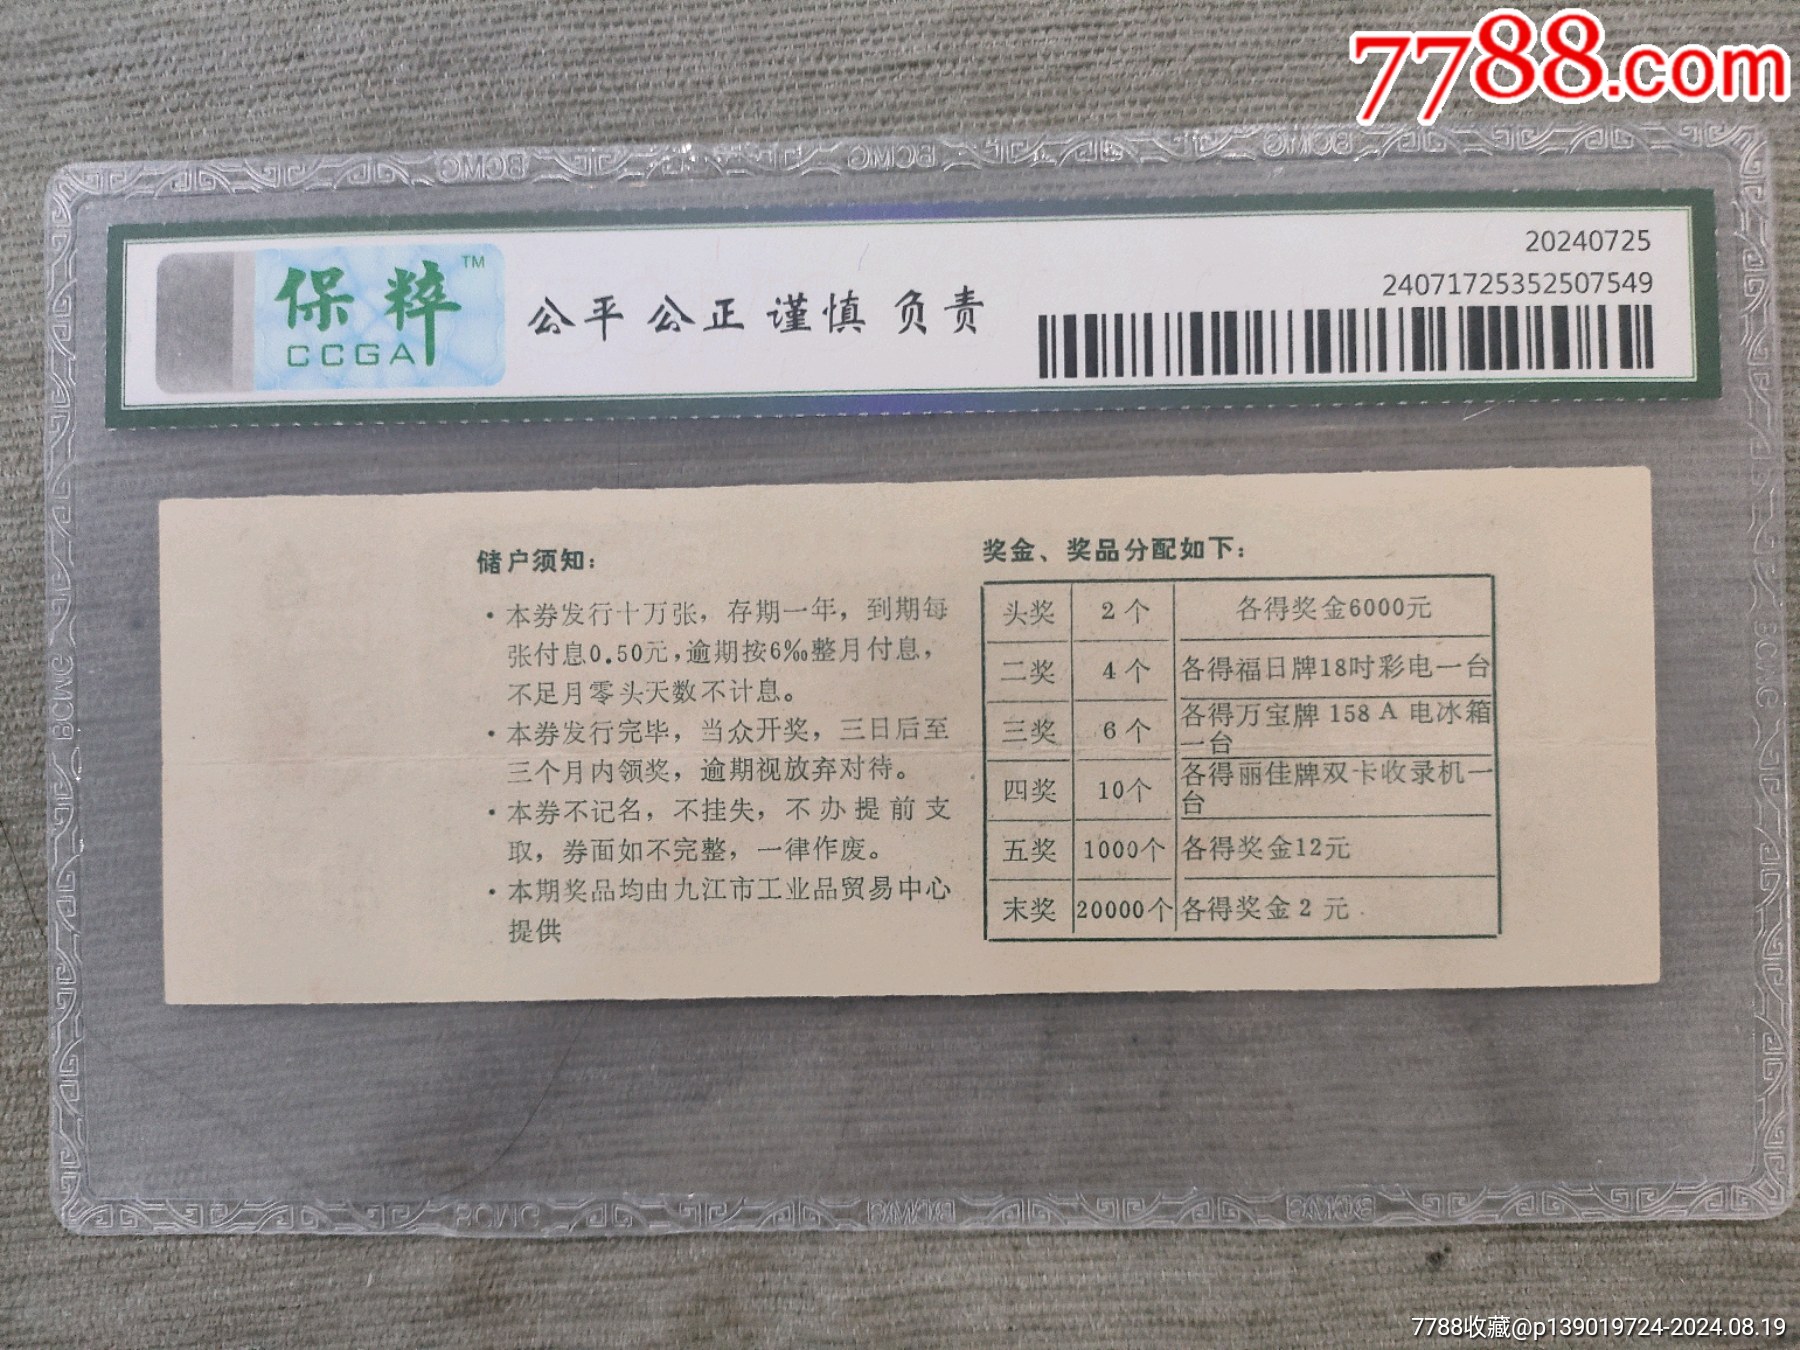 7788.com
BCMG BCMG BCMG
20240725
24071725352507549
保粹™
CCGA
公平 公正 谨慎 负责
储户须知：
·本券发行十万张，存期一年，到期每
张付息0.50元，逾期按6‰整月付息，
不足月零头天数不计息。
·本券发行完毕，当众开奖，三日后至
三个月内领奖，逾期视放弃对待。
·本券不记名，不挂失，不办提前支
取，券面如不完整，一律作废。
·本期奖品均由九江市工业品贸易中心
提供
奖金、奖品分配如下：
头奖 2个 各得奖金6000元
二奖 4个 各得福日牌18吋彩电一台
三奖 6个 各得万宝牌158A电冰箱
一台
四奖 10个 各得丽佳牌双卡收录机一
台
五奖 1000个 各得奖金12元
末奖 20000个 各得奖金2元
BCMG
BCMG
BCMG
7788收藏@p139019724-2024.08.19